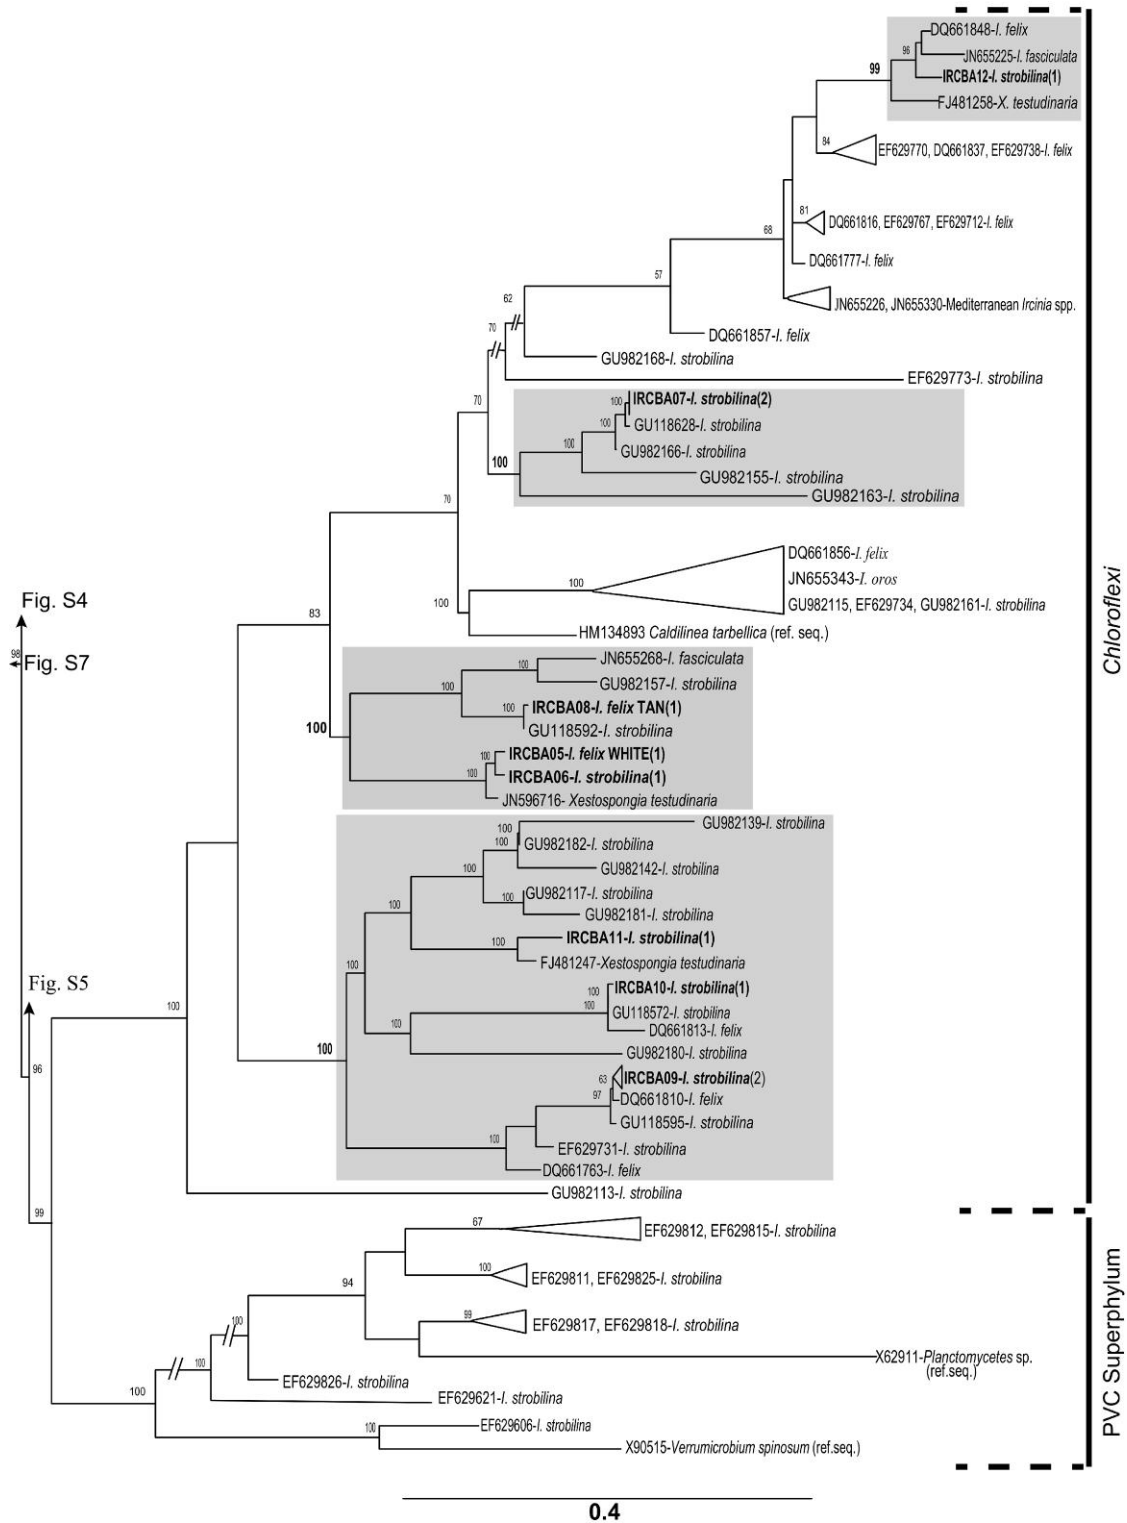 DQ661848-I. felix
96
JN655225-I. fasciculata
99
IRCBA12-I. strobilina(1)
FJ481258-X. testudinaria
84
EF629770, DQ661837, EF629738-I. felix
81
DQ661816, EF629767, EF629712-I. felix
68
DQ661777-I. felix
57
JN655226, JN655330-Mediterranean Ircinia spp.
62
70
DQ661857-I. felix
GU982168-I. strobilina
EF629773-I. strobilina
70
100
IRCBA07-I. strobilina(2)
100
GU118628-I. strobilina
100
GU982166-I. strobilina
100
GU982155-I. strobilina
GU982163-I. strobilina
70
DQ661856-I. felix
100
JN655343-I. oros
100
GU982115, EF629734, GU982161-I. strobilina
Fig. S4
83
HM134893 Caldilinea tarbellica (ref. seq.)
98
Fig. S7
JN655268-I. fasciculata
100
GU982157-I. strobilina
100
100
IRCBA08-I. felix TAN(1)
100
GU118592-I. strobilina
100
IRCBA05-I. felix WHITE(1)
100
IRCBA06-I. strobilina(1)
JN596716- Xestospongia testudinaria
Chloroflexi
GU982139-I. strobilina
100
100
GU982182-I. strobilina
100
GU982142-I. strobilina
GU982117-I. strobilina
100
100
GU982181-I. strobilina
100
IRCBA11-I. strobilina(1)
FJ481247-Xestospongia testudinaria
100
Fig. S5
100
IRCBA10-I. strobilina(1)
100
GU118572-I. strobilina
100
100
DQ661813-I. felix
100
GU982180-I. strobilina
63
IRCBA09-I. strobilina(2)
97
DQ661810-I. felix
GU118595-I. strobilina
100
EF629731-I. strobilina
DQ661763-I. felix
96
GU982113-I. strobilina
99
67
EF629812, EF629815-I. strobilina
100
EF629811, EF629825-I. strobilina
94
99
EF629817, EF629818-I. strobilina
100
X62911-Planctomycetes sp.
(ref.seq.)
100
EF629826-I. strobilina
100
EF629621-I. strobilina
100
EF629606-I. strobilina
X90515-Verrumicrobium spinosum (ref.seq.)
PVC Superphylum
0.4